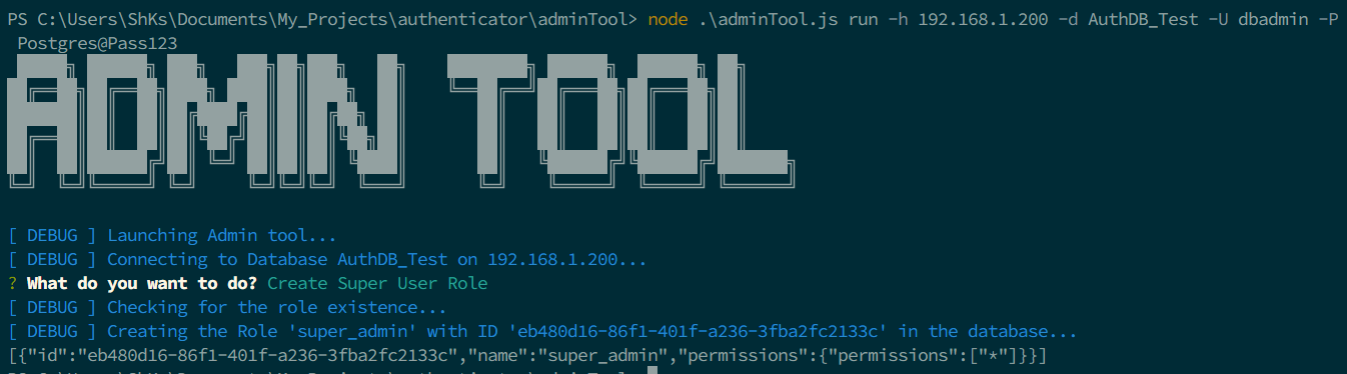 PS C:\Users\ShKs\Documents\My_Projects\authenticator\adminTool> node .\adminTool.js run -h 192.168.1.200 -d AuthDB_Test -U dbadmin -P
Postgres@Pass123
ADMIN TOOL
[ DEBUG ] Launching Admin tool...
[ DEBUG ] Connecting to Database AuthDB_Test on 192.168.1.200...
? What do you want to do? Create Super User Role
[ DEBUG ] Checking for the role existence...
[ DEBUG ] Creating the Role 'super_admin' with ID 'eb480d16-86f1-401f-a236-3fba2fc2133c' in the database...
[{"id":"eb480d16-86f1-401f-a236-3fba2fc2133c","name":"super_admin","permissions":{"permissions":["*"]}}]